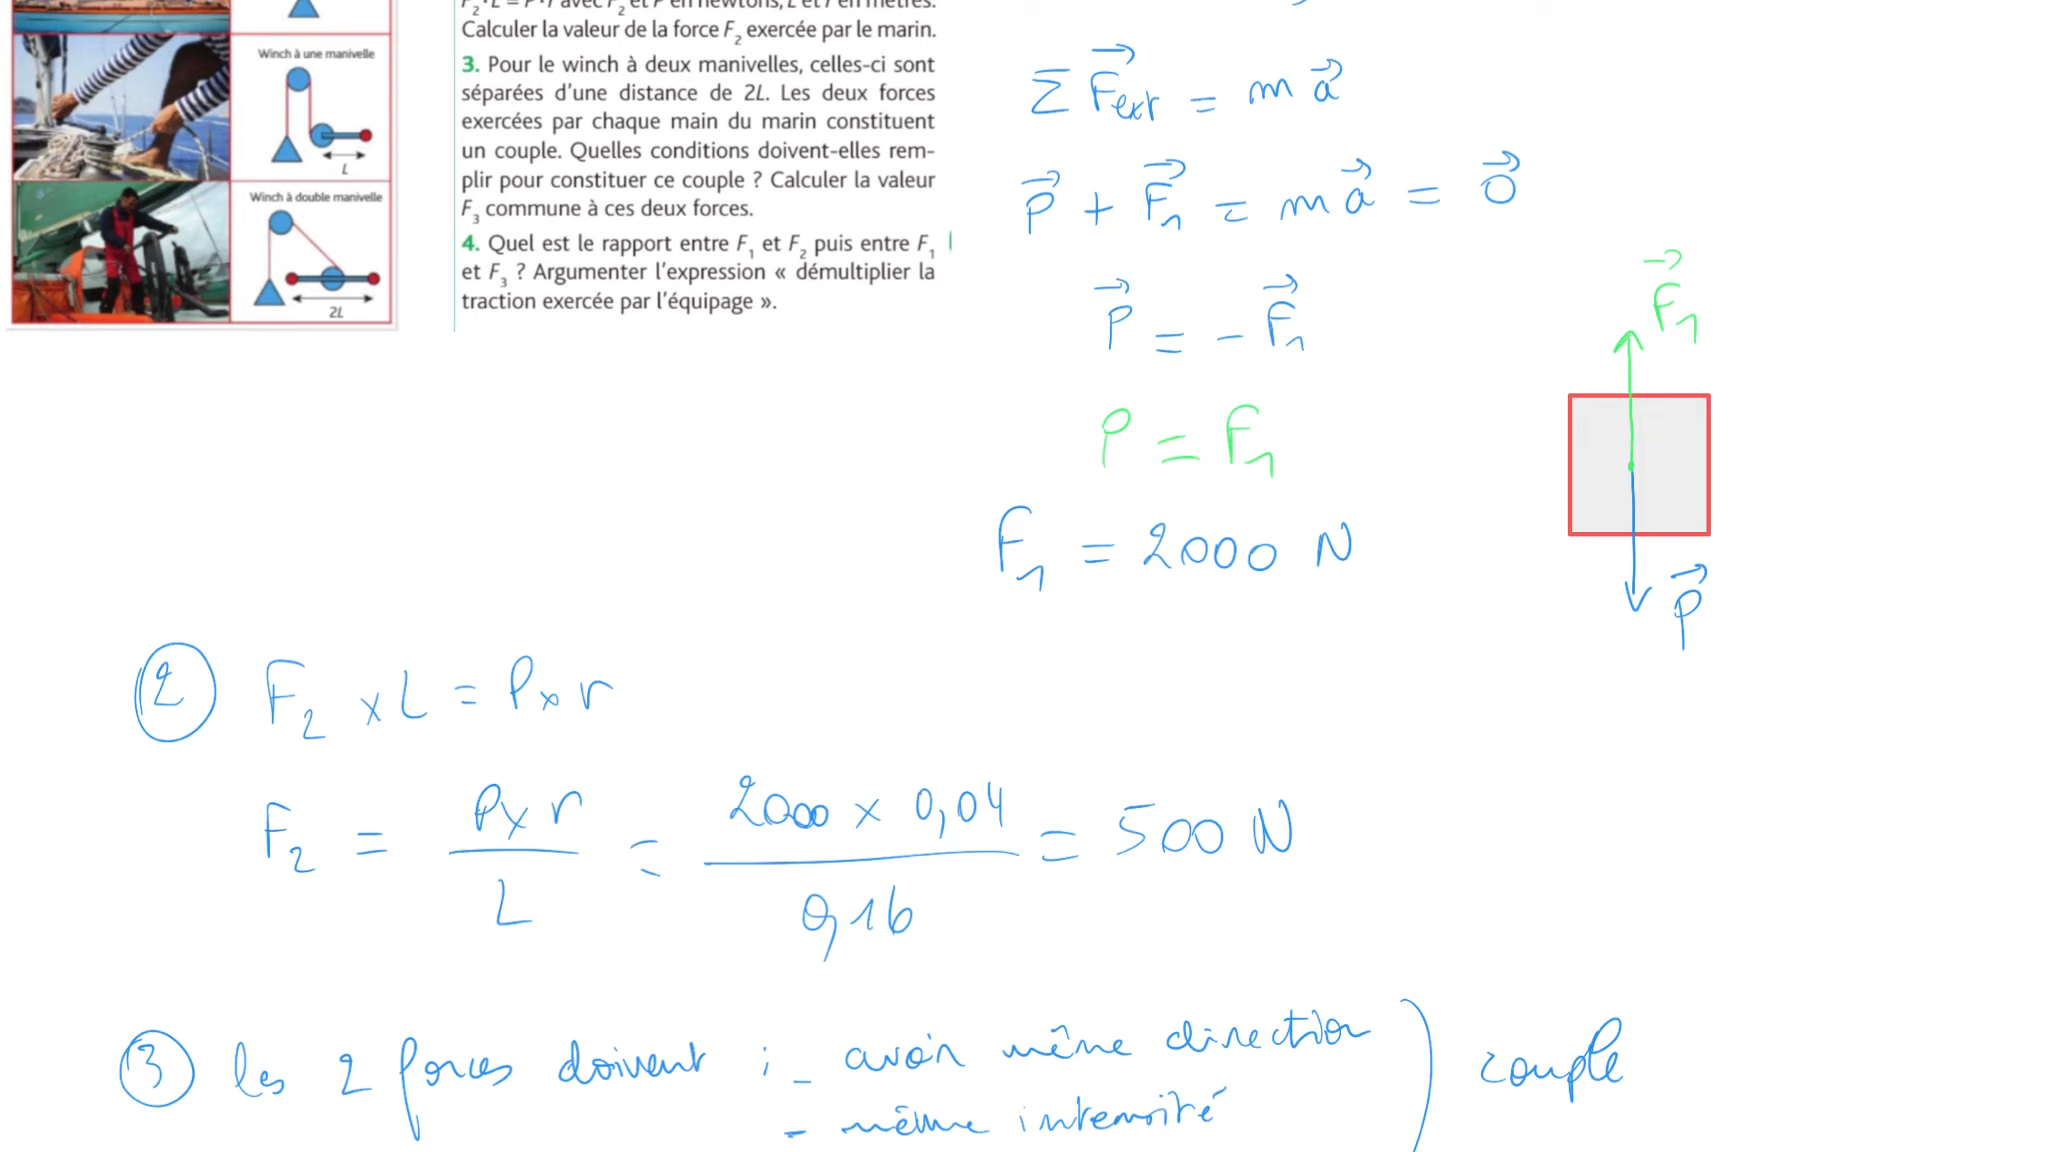 F₂·L = P·r avec F₂ et P en newtons, L et r en mètres.
Calculer la valeur de la force F₂ exercée par le marin.
3. Pour le winch à deux manivelles, celles-ci sont
séparées d'une distance de 2L. Les deux forces
exercées par chaque main du marin constituent
un couple. Quelles conditions doivent-elles rem-
plir pour constituer ce couple ? Calculer la valeur
F₃ commune à ces deux forces.
4. Quel est le rapport entre F₁ et F₂ puis entre F₁
et F₃ ? Argumenter l'expression « démultiplier la
traction exercée par l'équipage ».
Winch à une manivelle
L
Winch à double manivelle
2L
Σ F⃗ext = m a⃗
P⃗ + F⃗₁ = m a⃗ = 0⃗
P⃗ = - F⃗₁
P = F₁
F₁ = 2000 N
F⃗₁
P⃗
2 F₂ x L = P x r
F₂ = P x r / L = 2000 x 0,04 / 0,16 = 500 N
3 les 2 forces doivent : - avoir même direction
- même intensité
couple